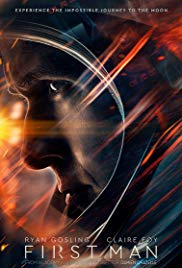 EXPERIENCE THE IMPOSSIBLE JOURNEY TO THE MOON.
RYAN GOSLING CLAIRE FOY
FIRST MAN